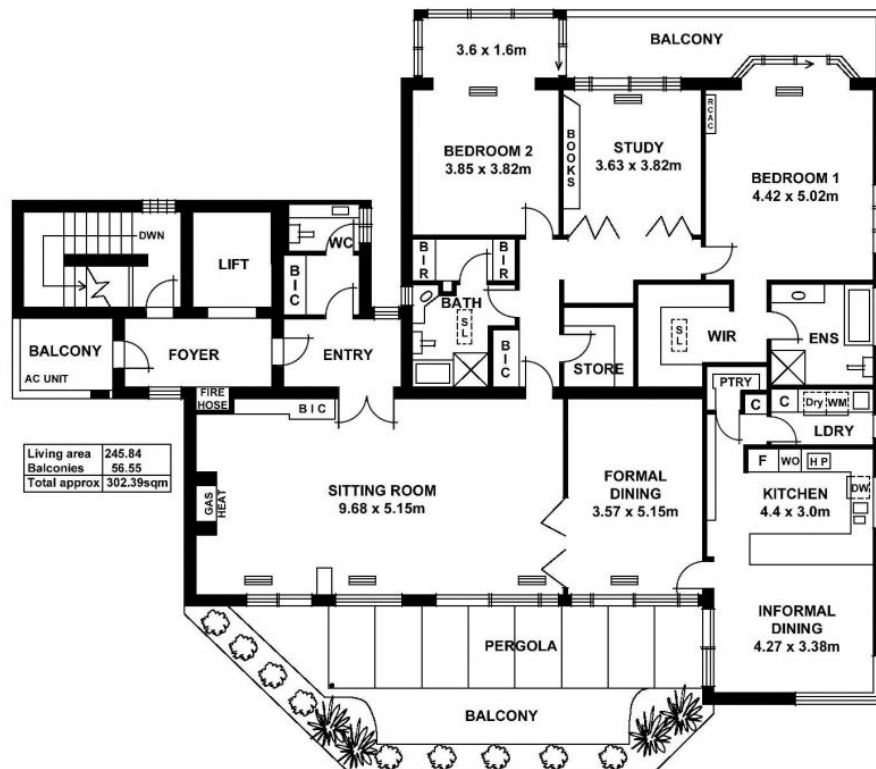 BALCONY
3.6 x 1.6m
RCAC
BOOKS
STUDY
3.63 x 3.82m
BEDROOM 2
3.85 x 3.82m
BEDROOM 1
4.42 x 5.02m
DWN
LIFT
WC
BIC
BIR
BIR
BATH
SL
BIC
STORE
SL
WIR
ENS
BALCONY
AC UNIT
FOYER
ENTRY
PTRY
C
C
Dry
WM
LDRY
FIRE
HOSE
BIC
Living area 245.84
Balconies 56.55
Total approx 302.39sqm
GAS
HEAT
SITTING ROOM
9.68 x 5.15m
FORMAL
DINING
3.57 x 5.15m
F
WO
HP
DW
KITCHEN
4.4 x 3.0m
INFORMAL
DINING
4.27 x 3.38m
PERGOLA
BALCONY